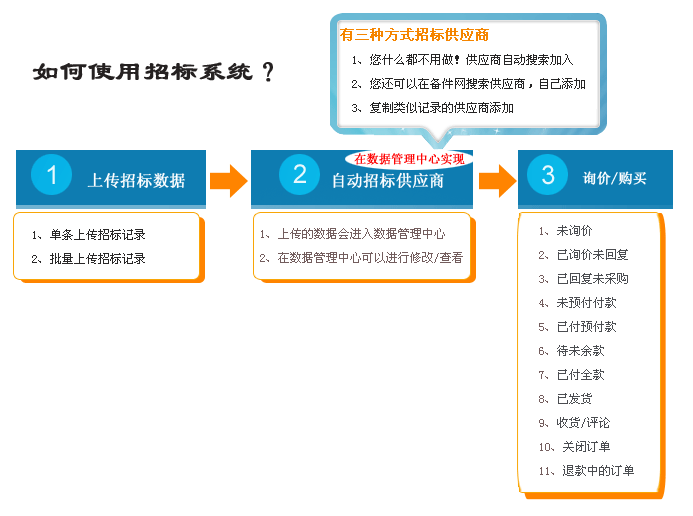 如何使用招标系统？
有三种方式招标供应商
1、您什么都不用做！供应商自动搜索加入
2、您还可以在备件网搜索供应商，自己添加
3、复制类似记录的供应商添加
1 上传招标数据
1、单条上传招标记录
2、批量上传招标记录
在数据管理中心实现
2 自动招标供应商
1、上传的数据会进入数据管理中心
2、在数据管理中心可以进行修改/查看
3 询价/购买
1、未询价
2、已询价未回复
3、已回复未采购
4、未预付付款
5、已付预付款
6、待未余款
7、已付全款
8、已发货
9、收货/评论
10、关闭订单
11、退款中的订单